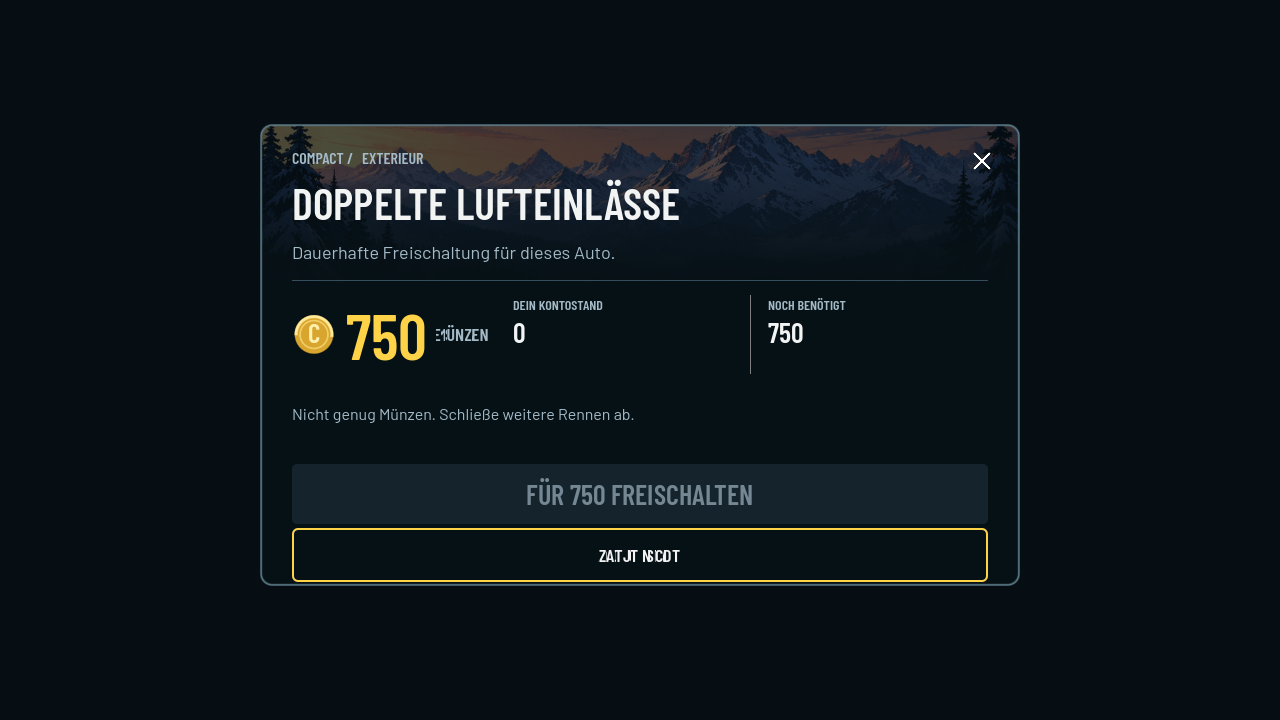 COMPACT / EXTERIEUR
DOPPELTE LUFTEINLÄSSE
Dauerhafte Freischaltung für dieses Auto.
DEIN KONTOSTAND
NOCH BENÖTIGT
C 750
0
750
Nicht genug Münzen. Schließe weitere Rennen ab.
FÜR 750 FREISCHALTEN